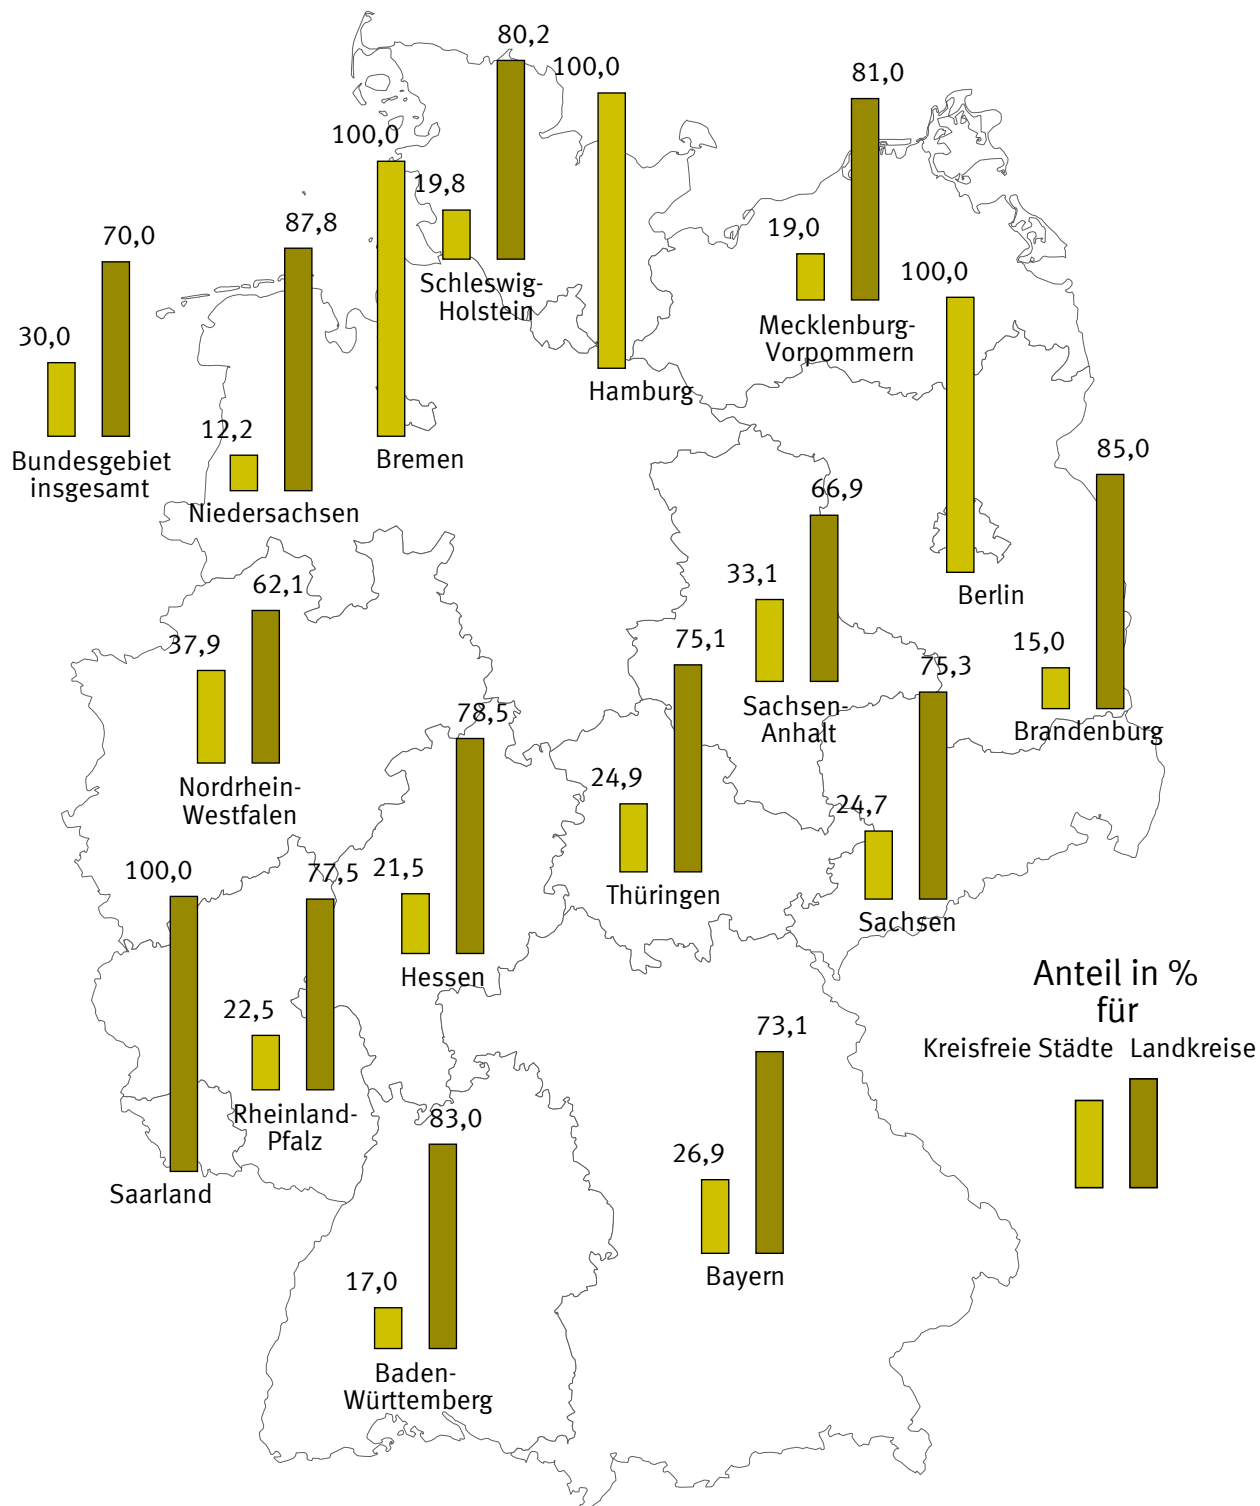 80,2
100,0
81,0
100,0
19,8
Schleswig-
Holstein
19,0
Mecklenburg-
Vorpommern
87,8
70,0
30,0
Bundesgebiet
insgesamt
12,2
Niedersachsen
Bremen
Hamburg
100,0
Berlin
85,0
15,0
Brandenburg
66,9
33,1
Sachsen-
Anhalt
62,1
37,9
Nordrhein-
Westfalen
75,1
24,9
Thüringen
75,3
24,7
Sachsen
78,5
21,5
Hessen
100,0
Saarland
77,5
22,5
Rheinland-
Pfalz
73,1
26,9
Bayern
83,0
17,0
Baden-
Württemberg
Anteil in %
für
Kreisfreie Städte Landkreise